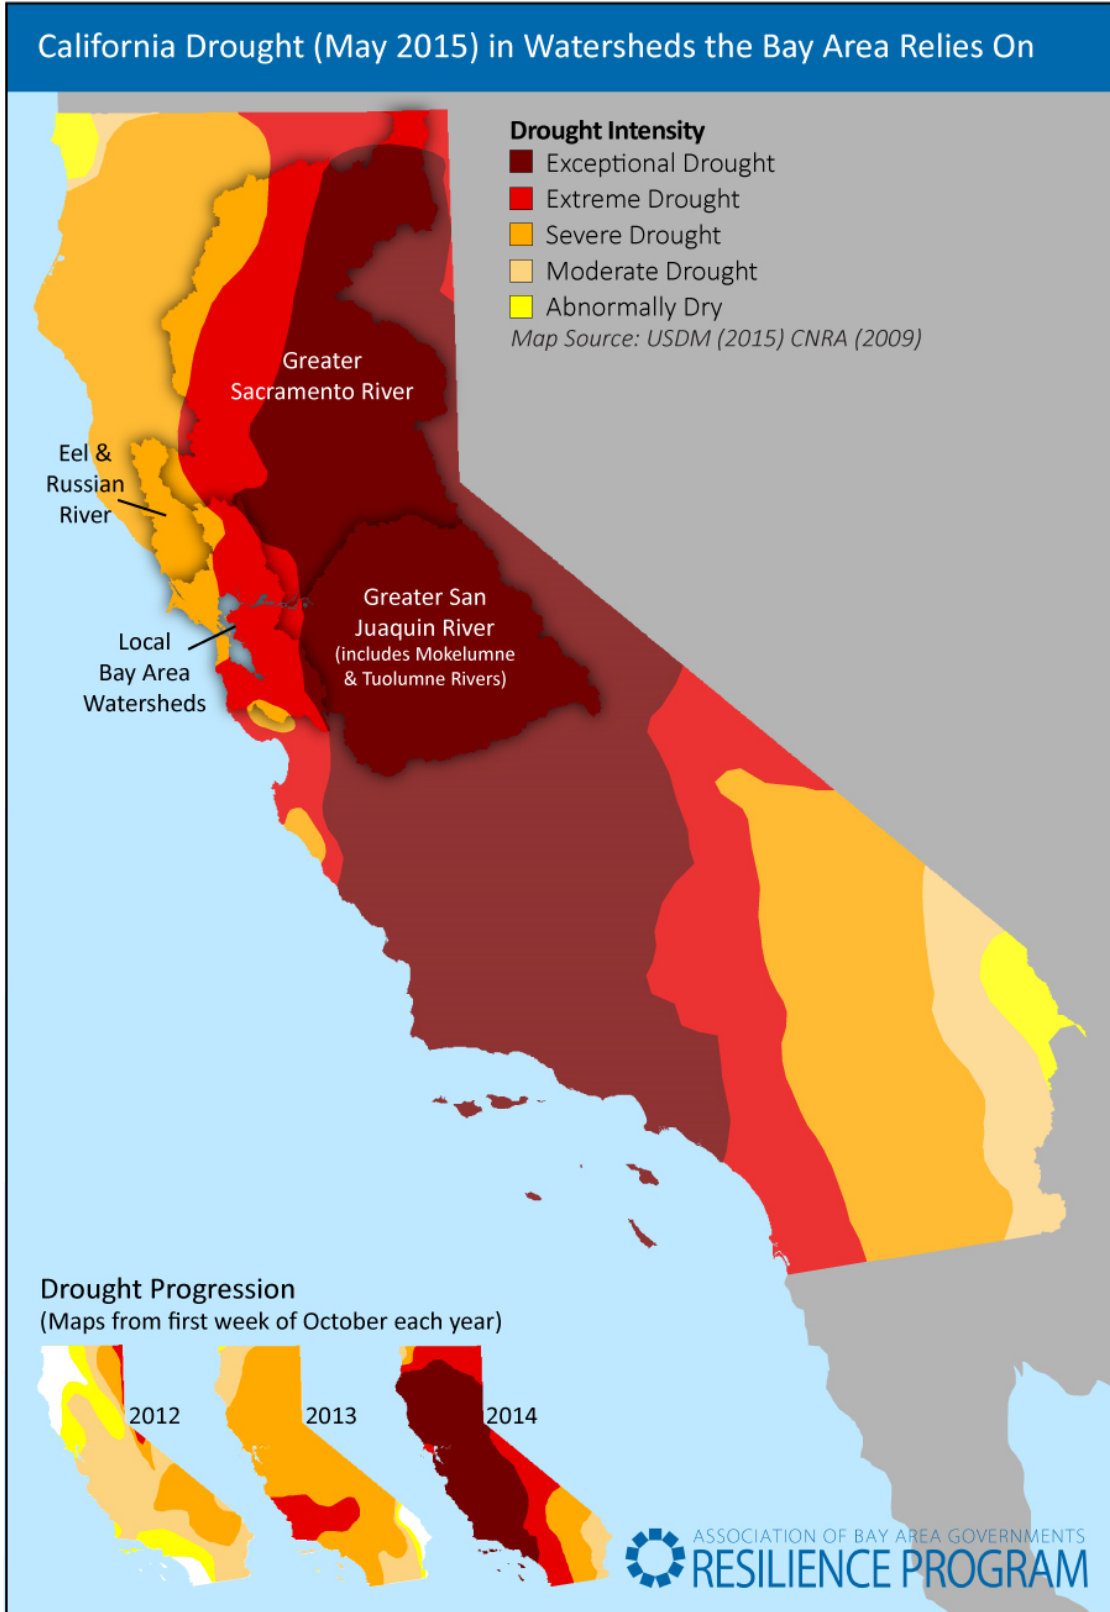 California Drought (May 2015) in Watersheds the Bay Area Relies On
Drought Intensity
Exceptional Drought
Extreme Drought
Severe Drought
Moderate Drought
Abnormally Dry
Map Source: USDM (2015) CNRA (2009)
Greater
Sacramento River
Eel &
Russian
River
Greater San
Juaquin River
(includes Mokelumne
& Tuolumne Rivers)
Local
Bay Area
Watersheds
Drought Progression
(Maps from first week of October each year)
2012
2013
2014
ASSOCIATION OF BAY AREA GOVERNMENTS
RESILIENCE PROGRAM